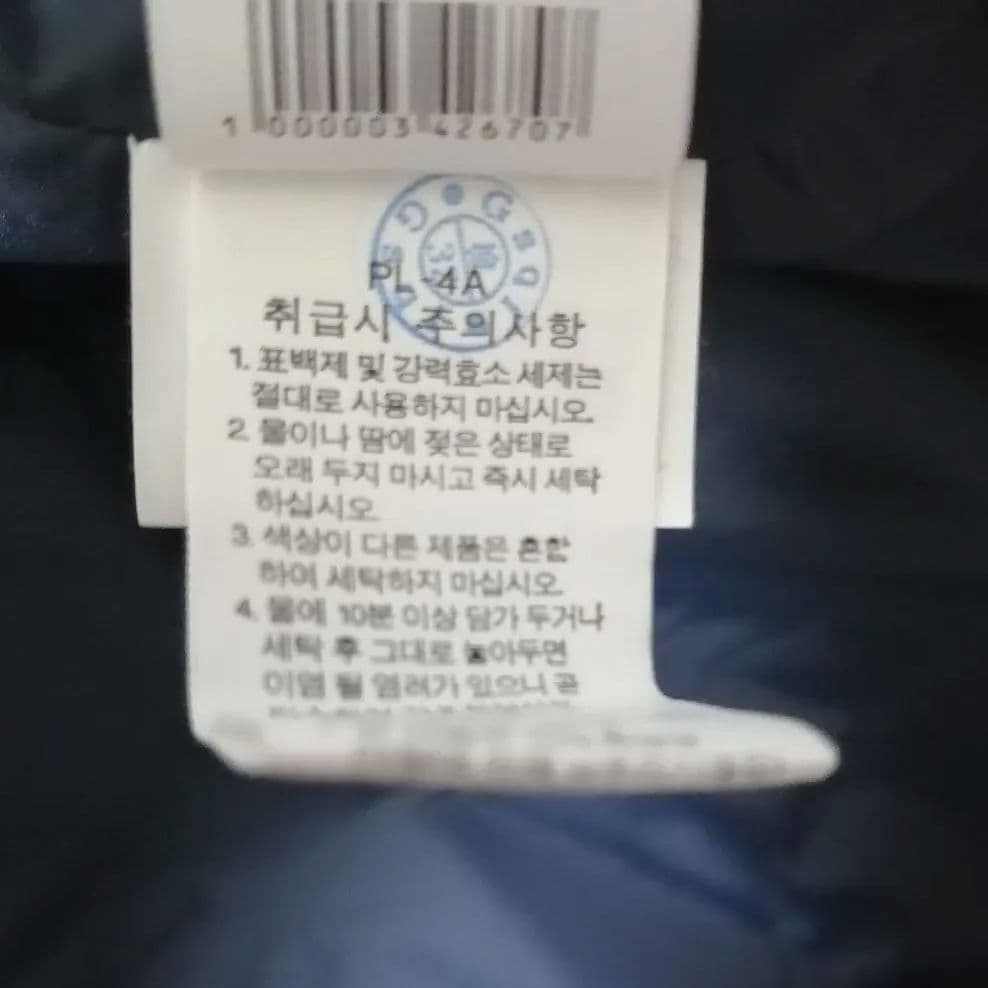 1 000003 426707
G s q i
G s A
PL-4A
취급시 주의사항
1. 표백제 및 강력효소 세제는
절대로 사용하지 마십시오.
2. 물이나 땀에 젖은 상태로
오래 두지 마시고 즉시 세탁
하십시오.
3. 색상이 다른 제품은 혼합
하여 세탁하지 마십시오.
4. 물에 10분 이상 담가 두거나
세탁 후 그대로 놓아두면
이염 될 염려가 있으니 곧